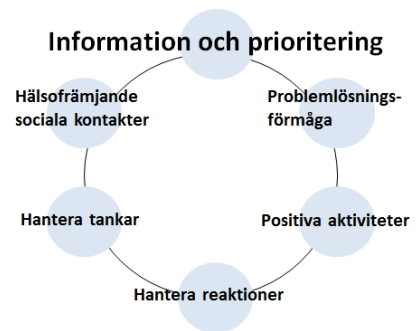 Information och prioritering
Hälsofrämjande
sociala kontakter
Problemlösnings-
förmåga
Hantera tankar
Positiva aktiviteter
Hantera reaktioner